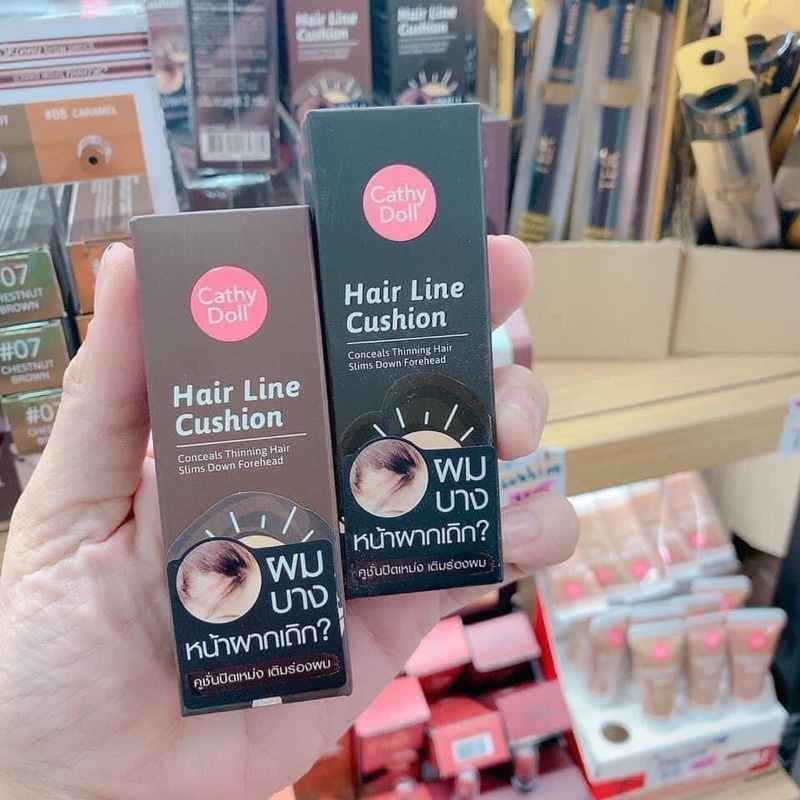 Hair Line
Cushion
Hair Line
Cushion
#08 CARAMEL
07
CHESTNUT
BROWN
#07
CHESTNUT
BROWN
Cathy
Doll
Hair Line
Cushion
Conceals Thinning Hair
Slims Down Forehead
ผม
บาง
หน้าผากเถิก?
คูชั่นปิดเหม่ง เติมร่องผม
Cathy
Doll
Hair Line
Cushion
Conceals Thinning Hair
Slims Down Forehead
ผม
บาง
หน้าผากเถิก?
คูชั่นปิดเหม่ง เติมร่องผม